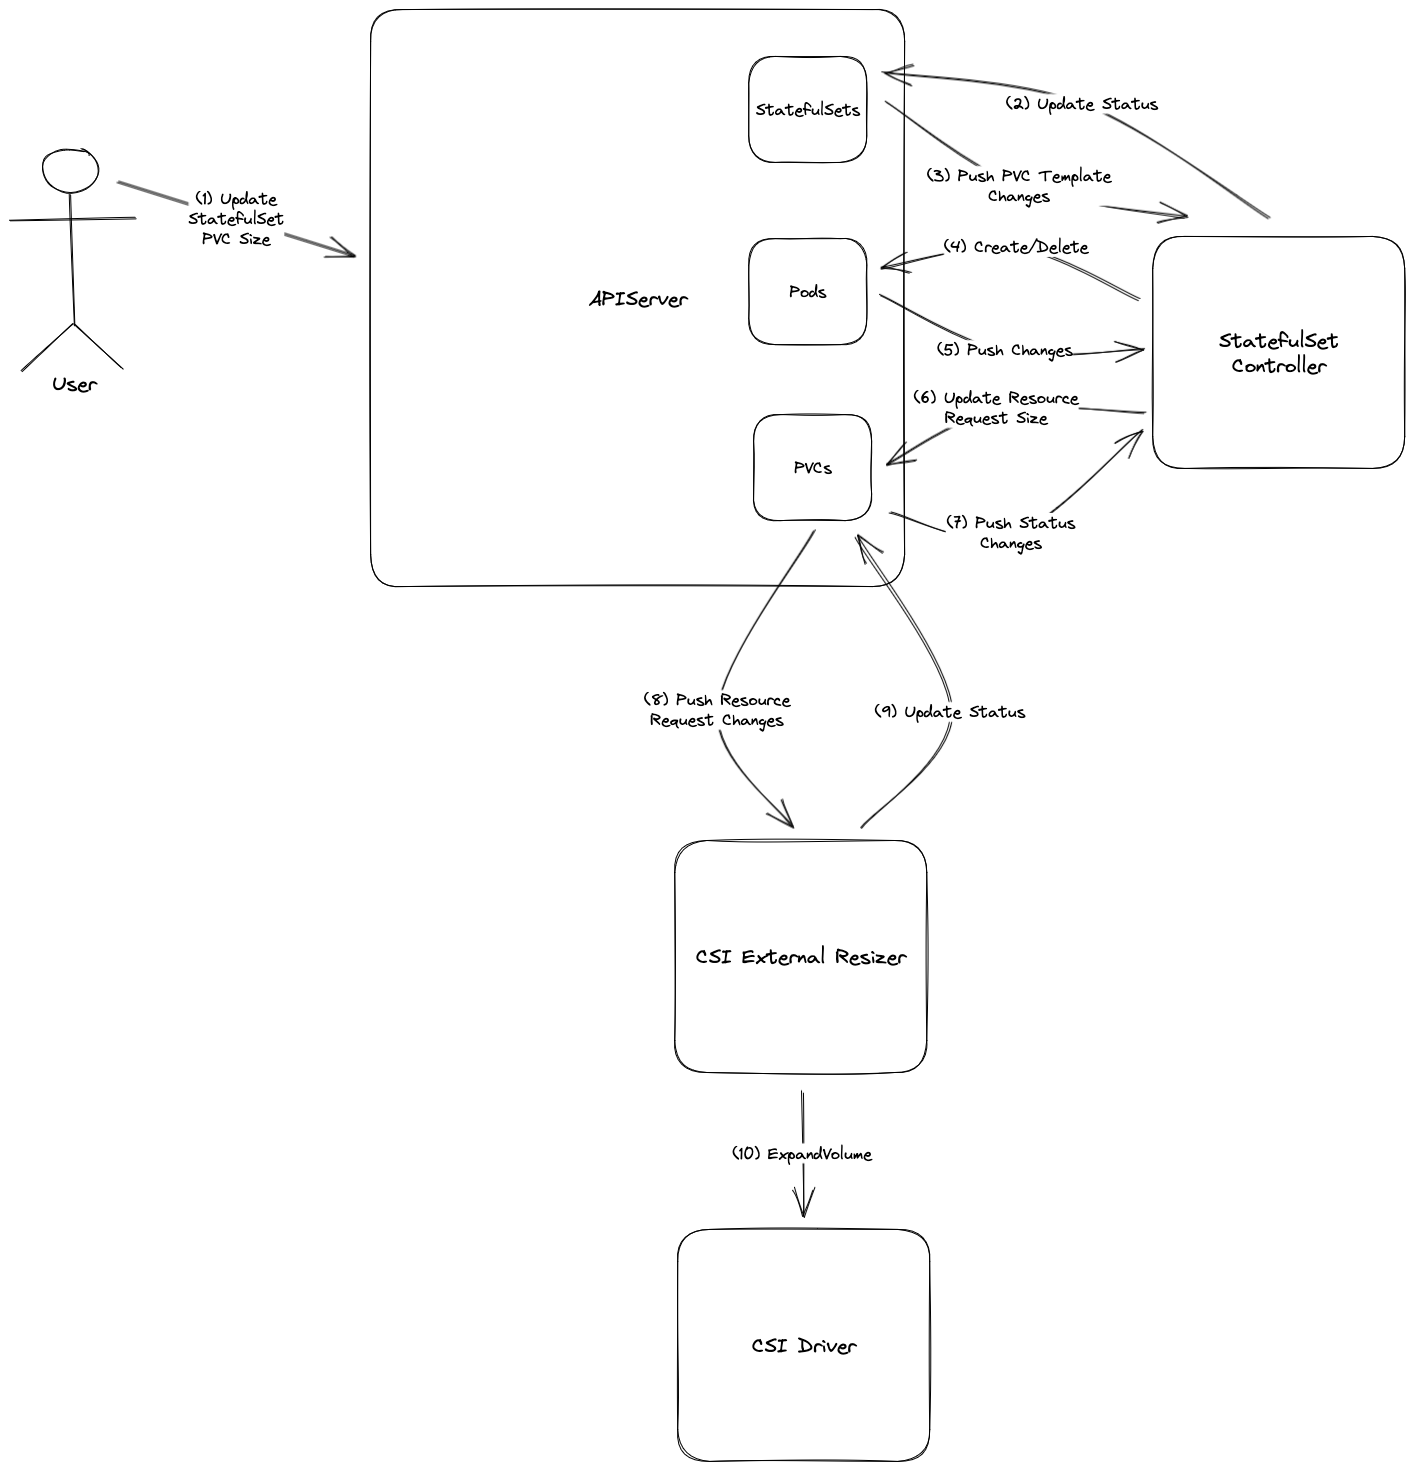 StatefulSets
(2) Update Status
(1) Update
StatefulSet
PVC Size
(3) Push PVC Template
Changes
(4) Create/Delete
Pods
APIServer
StatefulSet
Controller
(5) Push Changes
User
(6) Update Resource
Request Size
PVCs
(7) Push Status
Changes
(8) Push Resource
Request Changes
(9) Update Status
CSI External Resizer
(10) ExpandVolume
CSI Driver